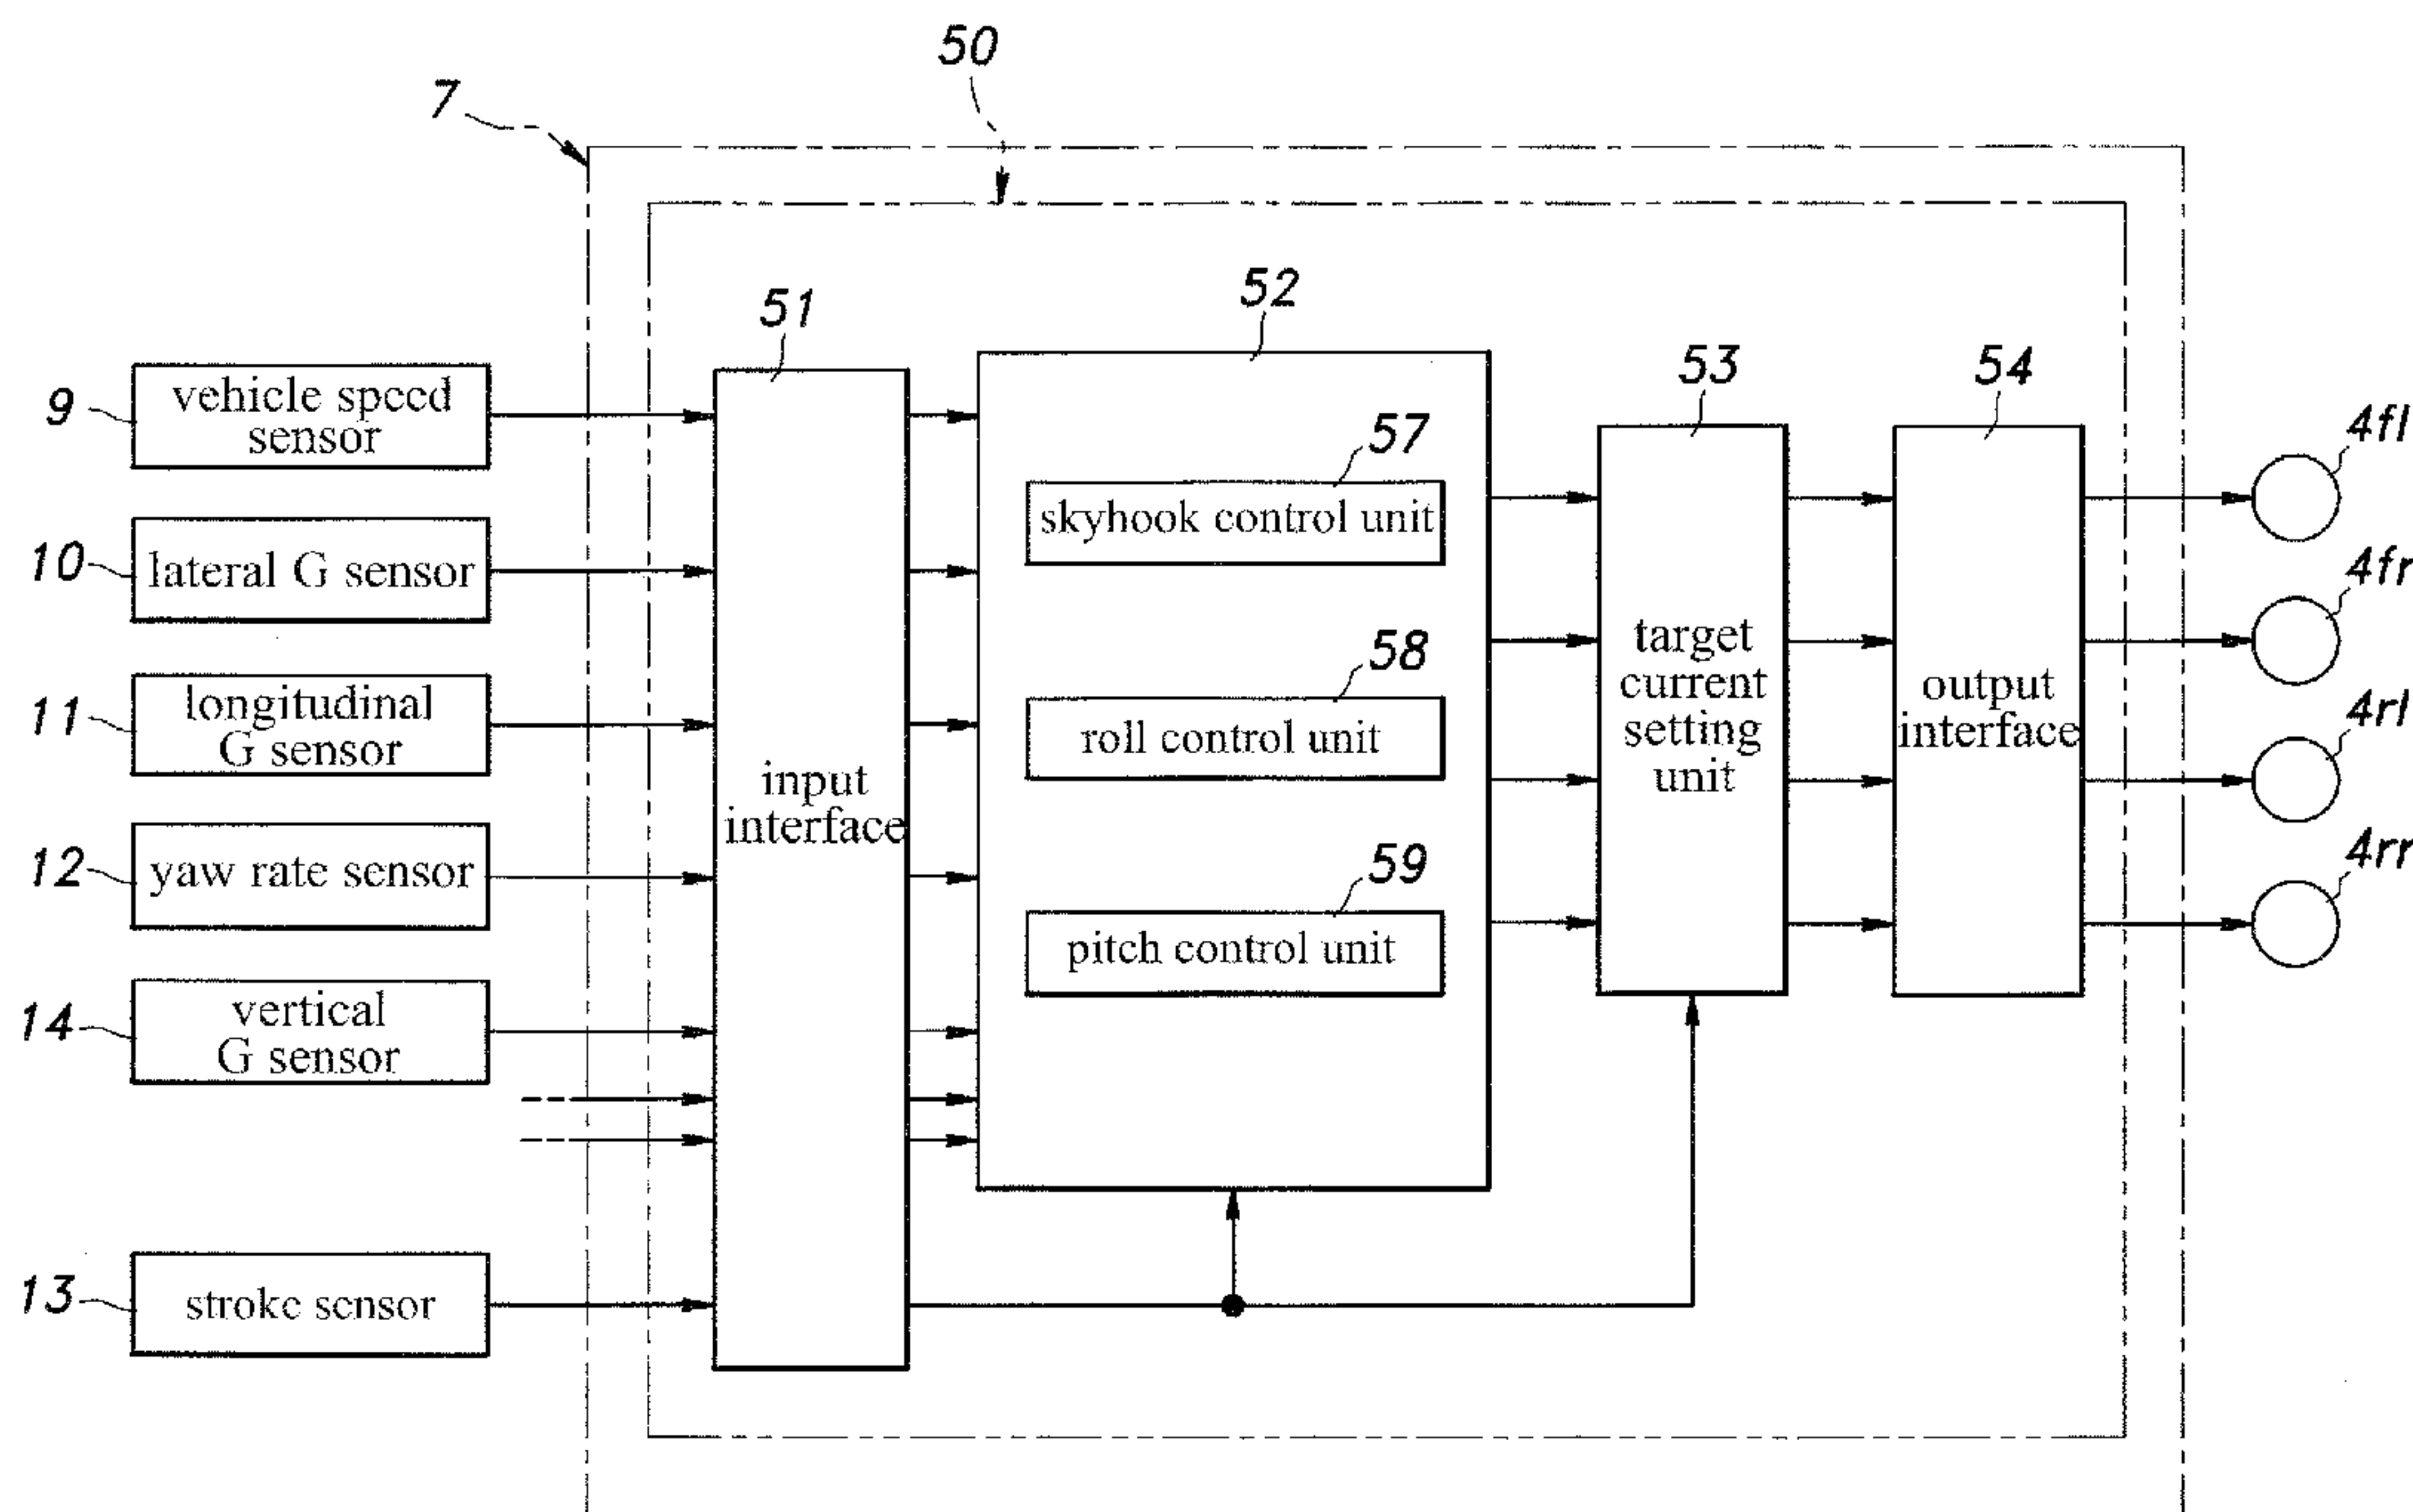 50
7
52
51
53
54
9
vehicle speed
sensor
57
skyhook control unit
4fl
10
lateral G sensor
4fr
11
longitudinal
G sensor
58
roll control unit
target
current
setting
unit
output
interface
4rl
input
interface
12
yaw rate sensor
59
pitch control unit
4rr
14
vertical
G sensor
13
stroke sensor